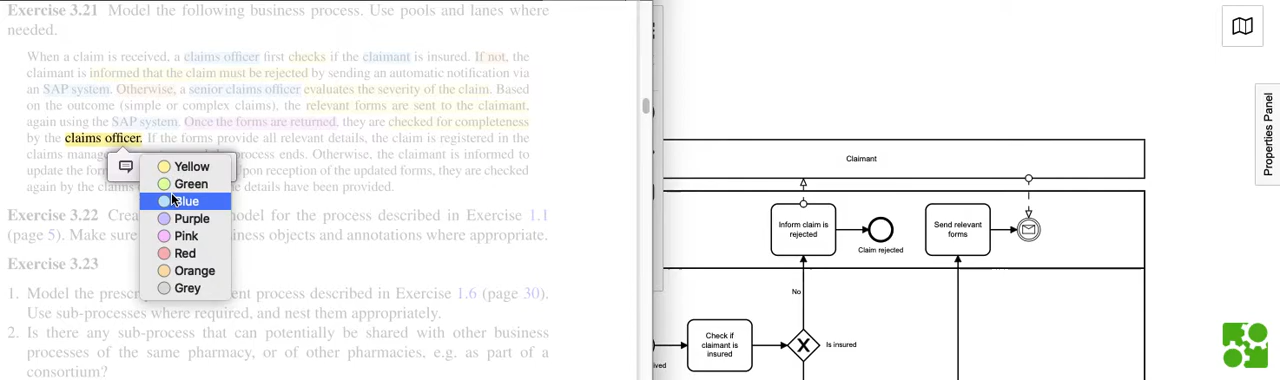 Exercise 3.21 Model the following business process. Use pools and lanes where
needed.
When a claim is received, a claims officer first checks if the claimant is insured. If not, the
claimant is informed that the claim must be rejected by sending an automatic notification via
an SAP system. Otherwise, a senior claims officer evaluates the severity of the claim. Based
on the outcome (simple or complex claims), the relevant forms are sent to the claimant,
again using the SAP system. Once the forms are returned, they are checked for completeness
by the claims officer. If the forms provide all relevant details, the claim is registered in the
claims manag process ends. Otherwise, the Claimant is informed to
update the for pon reception of the updated forms, they are checked
again by the claims e details have been provided.
Yellow
Green
Blue
Purple
Pink
Red
Orange
Grey
Exercise 3.22 Crea model for the process described in Exercise 1.1
(page 5). Make sure iness objects and annotations where appropriate.
Exercise 3.23
1. Model the prescr ent process described in Exercise 1.6 (page 30).
Use sub-processes where required, and nest them appropriately.
2. Is there any sub-process that can potentially be shared with other business
processes of the same pharmacy, or of other pharmacies, e.g. as part of a
consortium?
Claimant
Inform claim is
rejected
Claim rejected
Send relevant
forms
No
Check if
claimant is
insured
X
Is insured
ived
Properties Panel